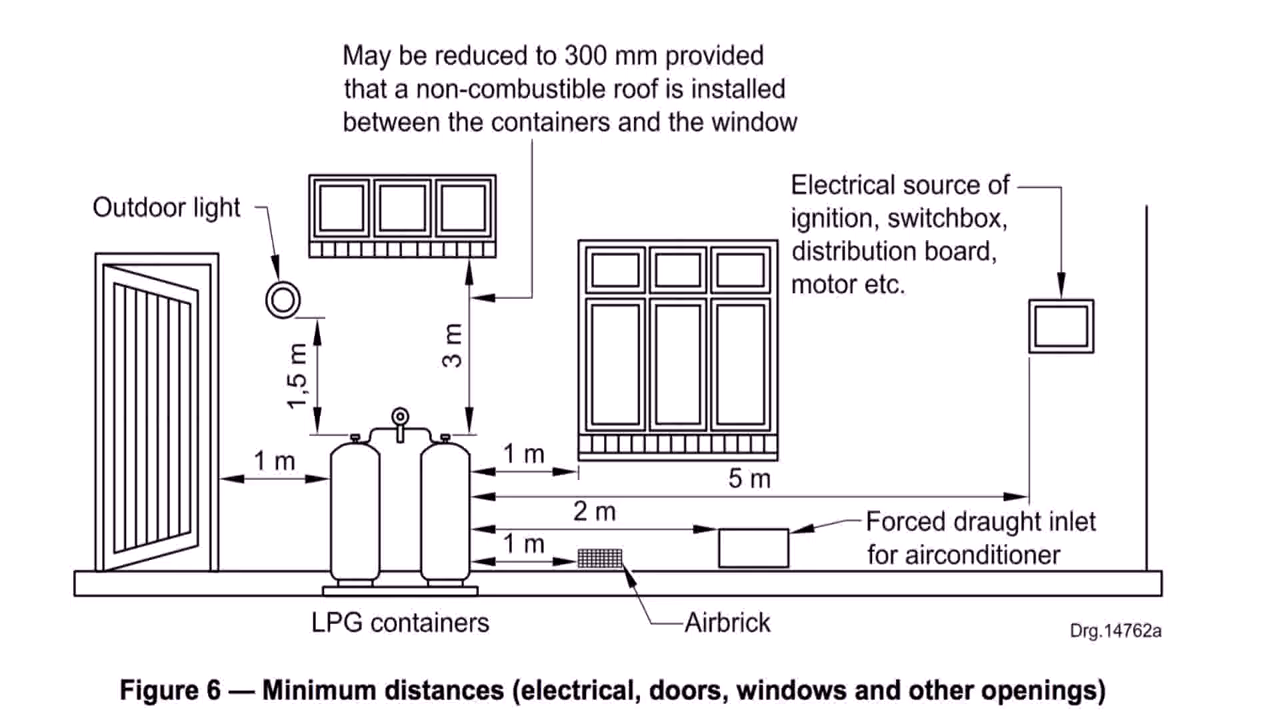 May be reduced to 300 mm provided
that a non-combustible roof is installed
between the containers and the window
Outdoor light
Electrical source of
ignition, switchbox,
distribution board,
motor etc.
1,5 m
3 m
1 m
1 m
5 m
2 m
1 m
Forced draught inlet
for airconditioner
LPG containers
Airbrick
Drg.14762a
Figure 6 — Minimum distances (electrical, doors, windows and other openings)